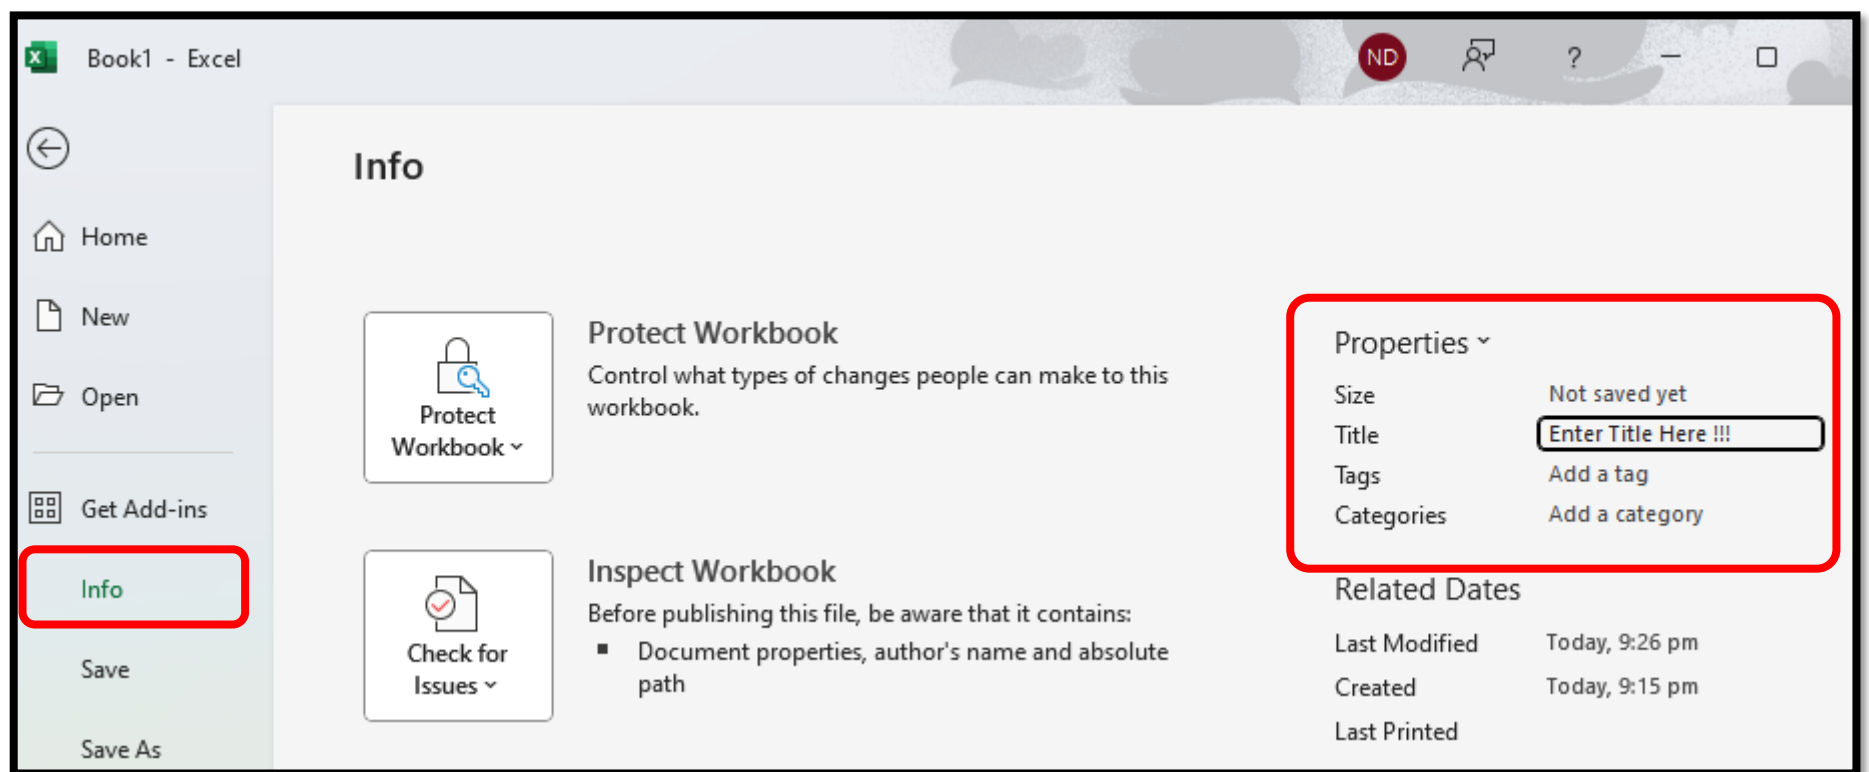 Book1 - Excel
ND
?
Info
Home
New
Open
Get Add-ins
Info
Save
Save As
Protect
Workbook
Protect Workbook
Control what types of changes people can make to this
workbook.
Check for
Issues
Inspect Workbook
Before publishing this file, be aware that it contains:
Document properties, author's name and absolute
path
Properties
Size Not saved yet
Title Enter Title Here !!!
Tags Add a tag
Categories Add a category
Related Dates
Last Modified Today, 9:26 pm
Created Today, 9:15 pm
Last Printed